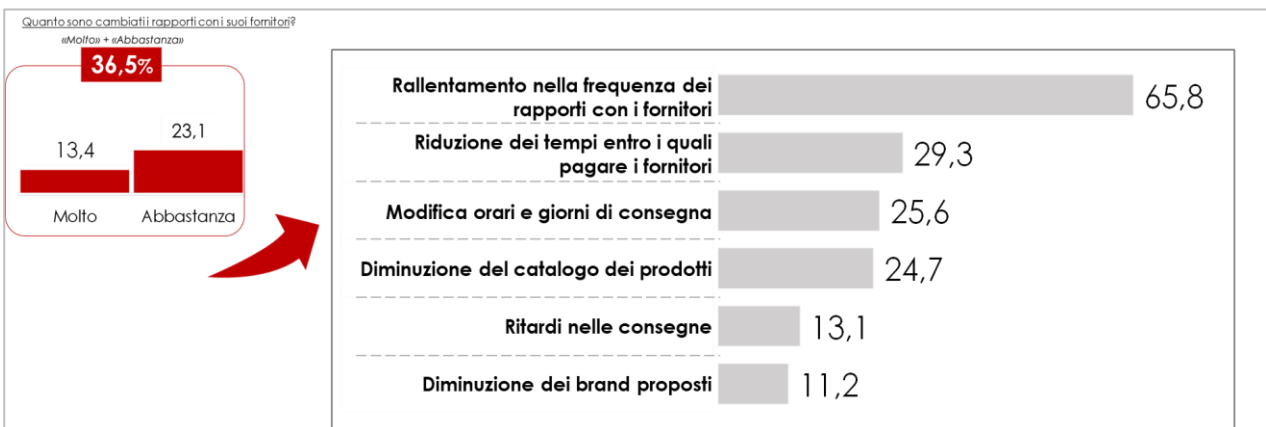 Quanto sono cambiati i rapporti con i suoi fornitori?
«Molto» + «Abbastanza»
36,5%
13,4
23,1
Molto
Abbastanza
Rallentamento nella frequenza dei
rapporti con i fornitori
65,8
Riduzione dei tempi entro i quali
pagare i fornitori
29,3
Modifica orari e giorni di consegna
25,6
Diminuzione del catalogo dei prodotti
24,7
Ritardi nelle consegne
13,1
Diminuzione dei brand proposti
11,2